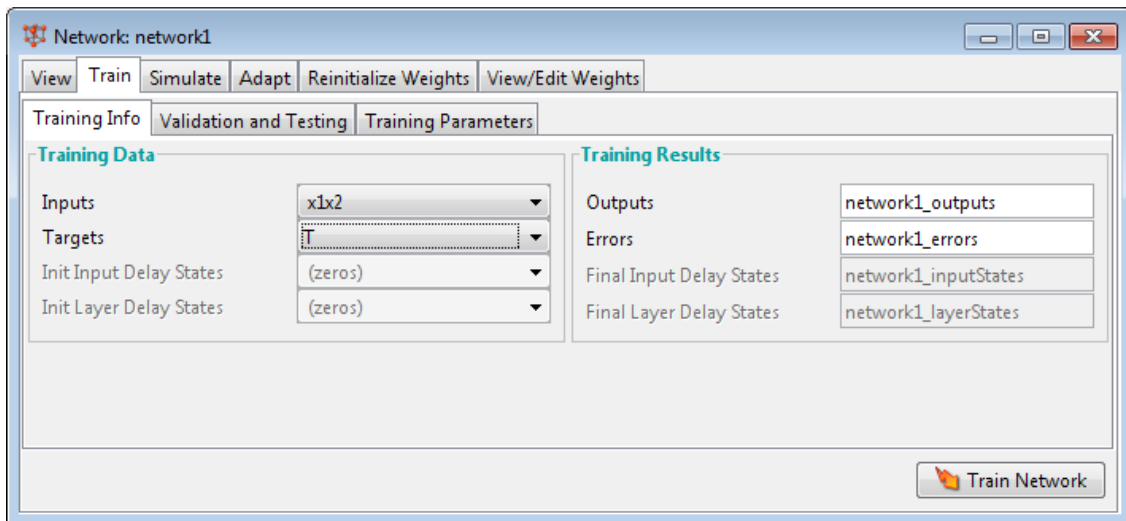 Network: network1
View Train Simulate Adapt Reinitialize Weights View/Edit Weights
Training Info Validation and Testing Training Parameters
Training Data
Inputs x1x2
Targets T
Init Input Delay States (zeros)
Init Layer Delay States (zeros)
Training Results
Outputs network1_outputs
Errors network1_errors
Final Input Delay States network1_inputStates
Final Layer Delay States network1_layerStates
Train Network